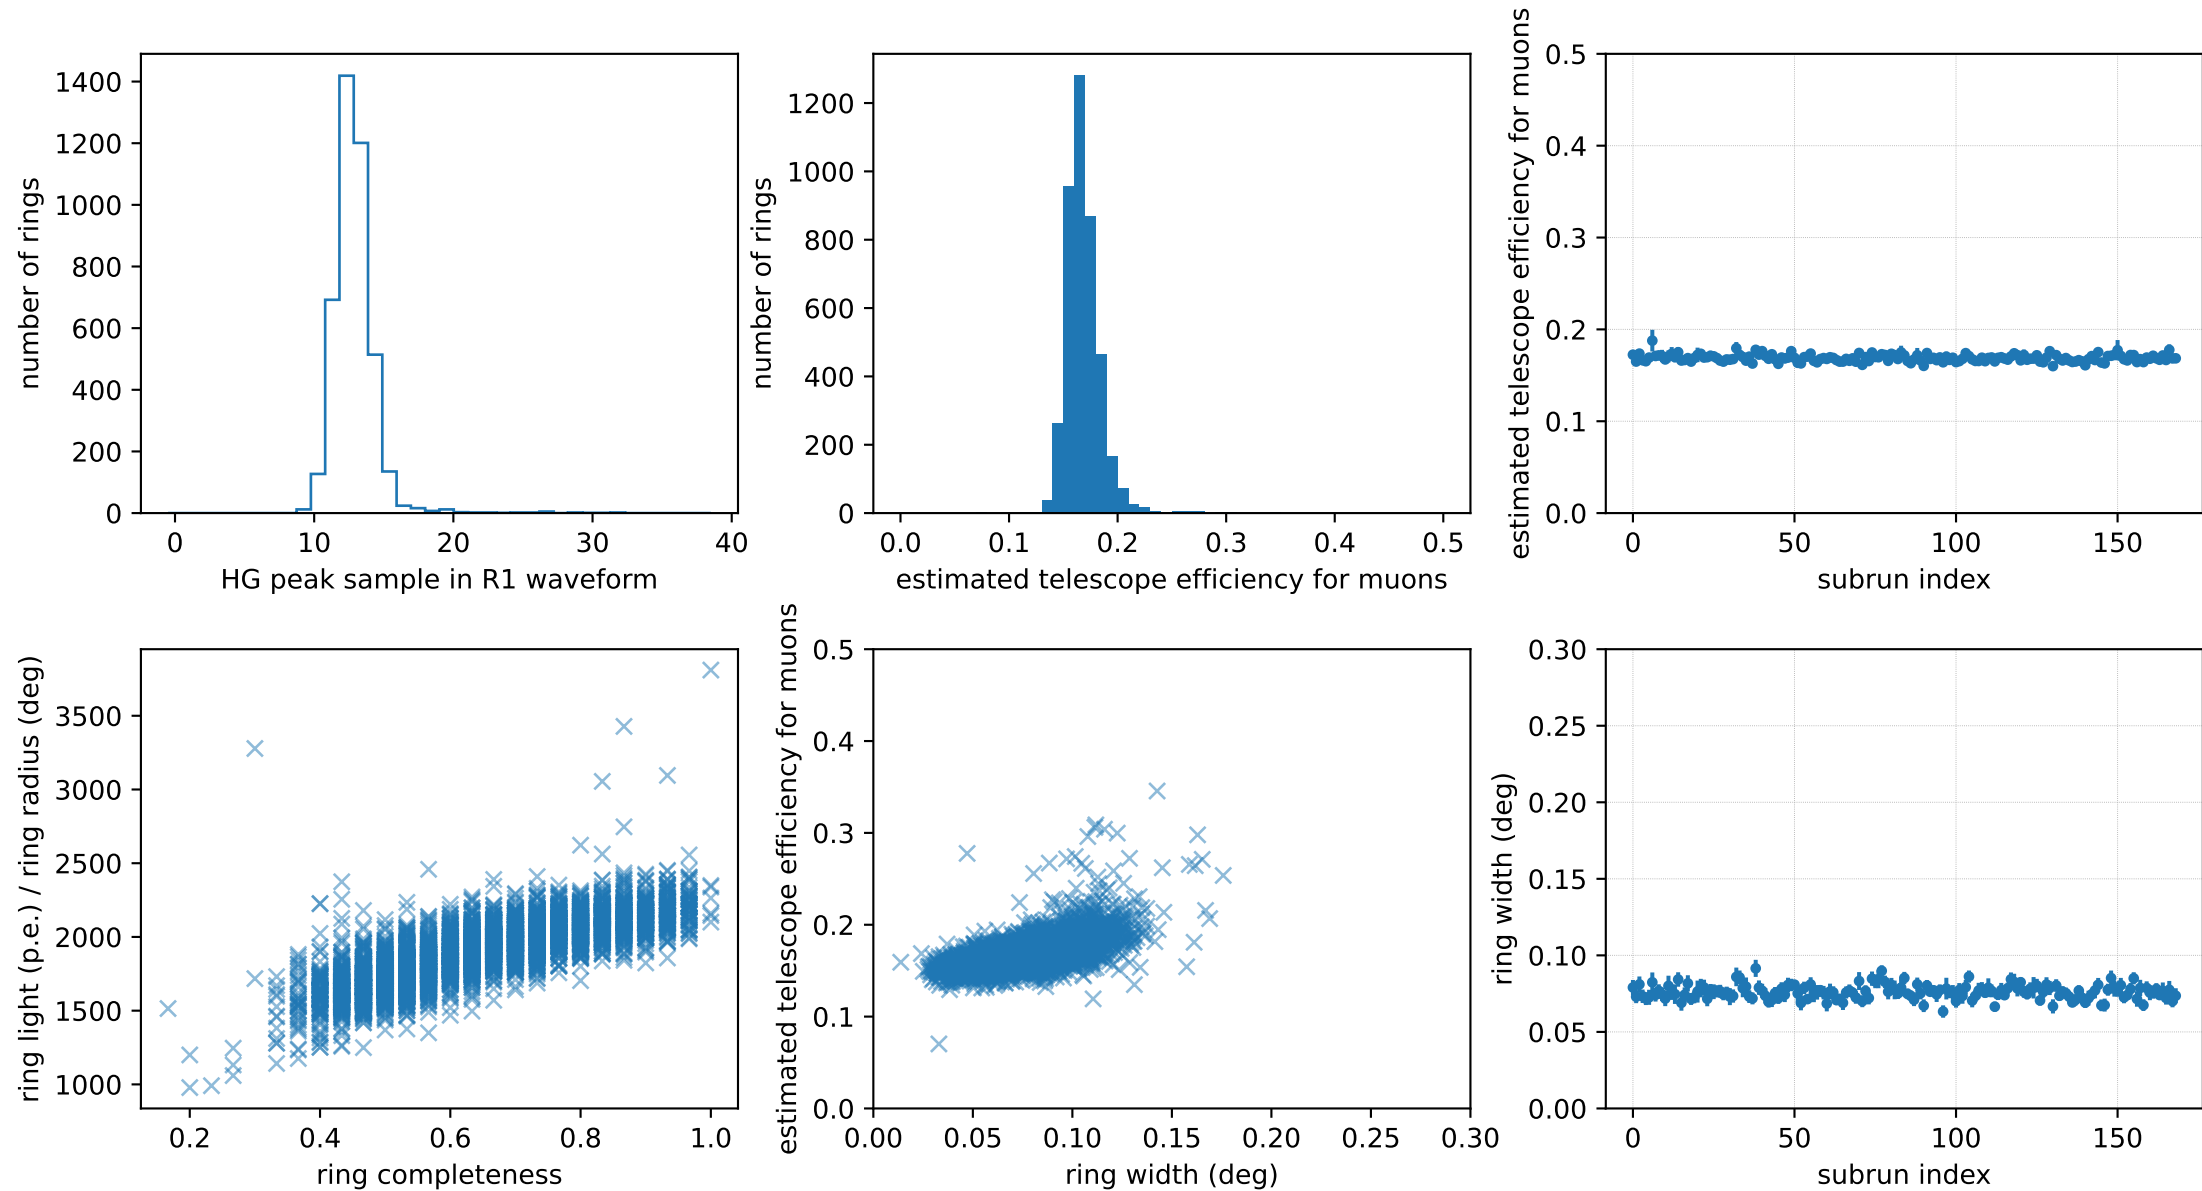 number of rings
1400
1200
1000
800
600
400
200
0
0 10 20 30 40
HG peak sample in R1 waveform
number of rings
1200
1000
800
600
400
200
0
0.0 0.1 0.2 0.3 0.4 0.5
estimated telescope efficiency for muons
estimated telescope efficiency for muons
0.5
0.4
0.3
0.2
0.1
0.0
0 50 100 150
subrun index
ring light (p.e.) / ring radius (deg)
3500
3000
2500
2000
1500
1000
0.2 0.4 0.6 0.8 1.0
ring completeness
estimated telescope efficiency for muons
0.5
0.4
0.3
0.2
0.1
0.0
0.00 0.05 0.10 0.15 0.20 0.25 0.30
ring width (deg)
ring width (deg)
0.30
0.25
0.20
0.15
0.10
0.05
0.00
0 50 100 150
subrun index